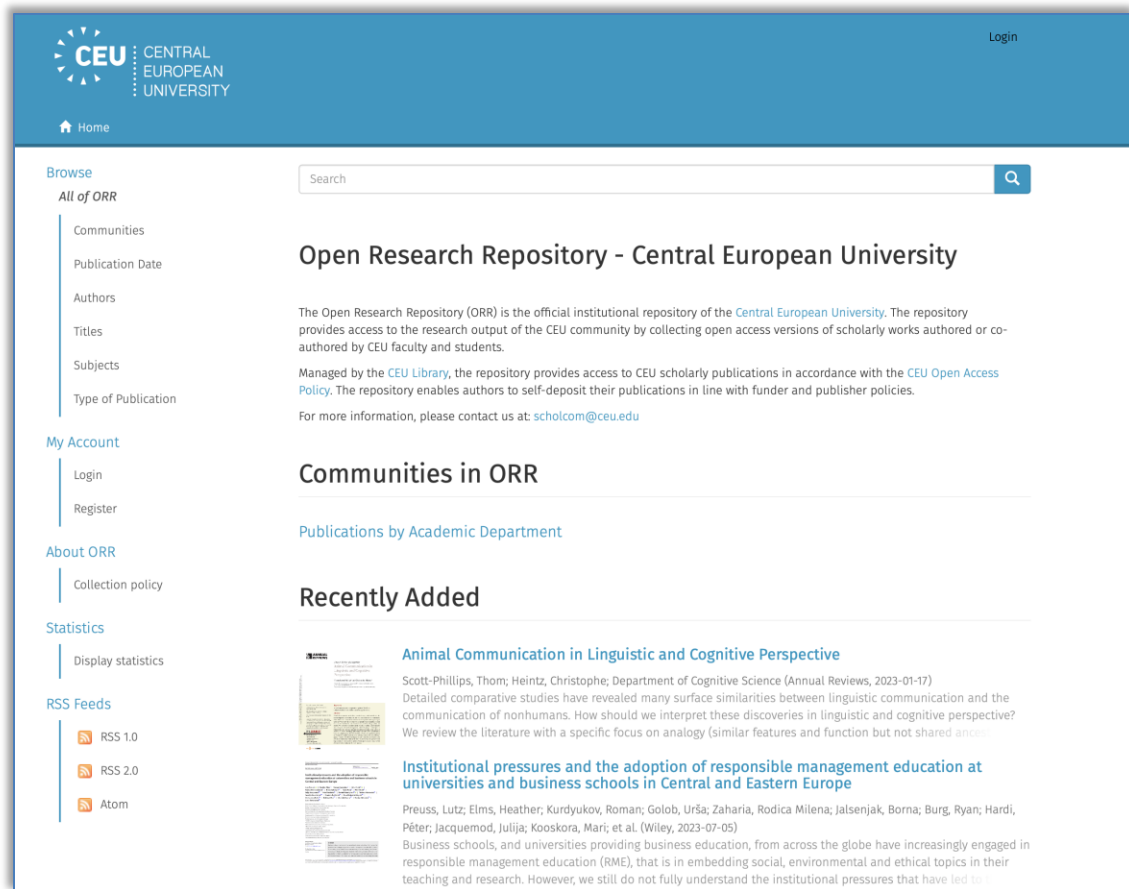 CEU
CENTRAL
EUROPEAN
UNIVERSITY
Login
Home
Browse
All of ORR
Communities
Publication Date
Authors
Titles
Subjects
Type of Publication
My Account
Login
Register
About ORR
Collection policy
Statistics
Display statistics
RSS Feeds
RSS 1.0
RSS 2.0
Atom
Search
Open Research Repository - Central European University
The Open Research Repository (ORR) is the official institutional repository of the Central European University. The repository
provides access to the research output of the CEU community by collecting open access versions of scholarly works authored or co-
authored by CEU faculty and students.
Managed by the CEU Library, the repository provides access to CEU scholarly publications in accordance with the CEU Open Access
Policy. The repository enables authors to self-deposit their publications in line with funder and publisher policies.
For more information, please contact us at: scholcom@ceu.edu
Communities in ORR
Publications by Academic Department
Recently Added
Animal Communication in Linguistic and Cognitive Perspective
Scott-Phillips, Thom; Heintz, Christophe; Department of Cognitive Science (Annual Reviews, 2023-01-17)
Detailed comparative studies have revealed many surface similarities between linguistic communication and the
communication of nonhumans. How should we interpret these discoveries in linguistic and cognitive perspective?
We review the literature with a specific focus on analogy (similar features and function but not shared
Institutional pressures and the adoption of responsible management education at
universities and business schools in Central and Eastern Europe
Preuss, Lutz; Elms, Heather; Kurdyukov, Roman; Golob, Urša; Zaharia, Rodica Milena; Jalsenjak, Borna; Burg, Ryan; Hardi,
Péter; Jacquemod, Julija; Kooskora, Mari; et al. (Wiley, 2023-07-05)
Business schools, and universities providing business education, from across the globe have increasingly engaged in
responsible management education (RME), that is in embedding social, environmental and ethical topics in their
teaching and research. However, we still do not fully understand the institutional pressures that have led